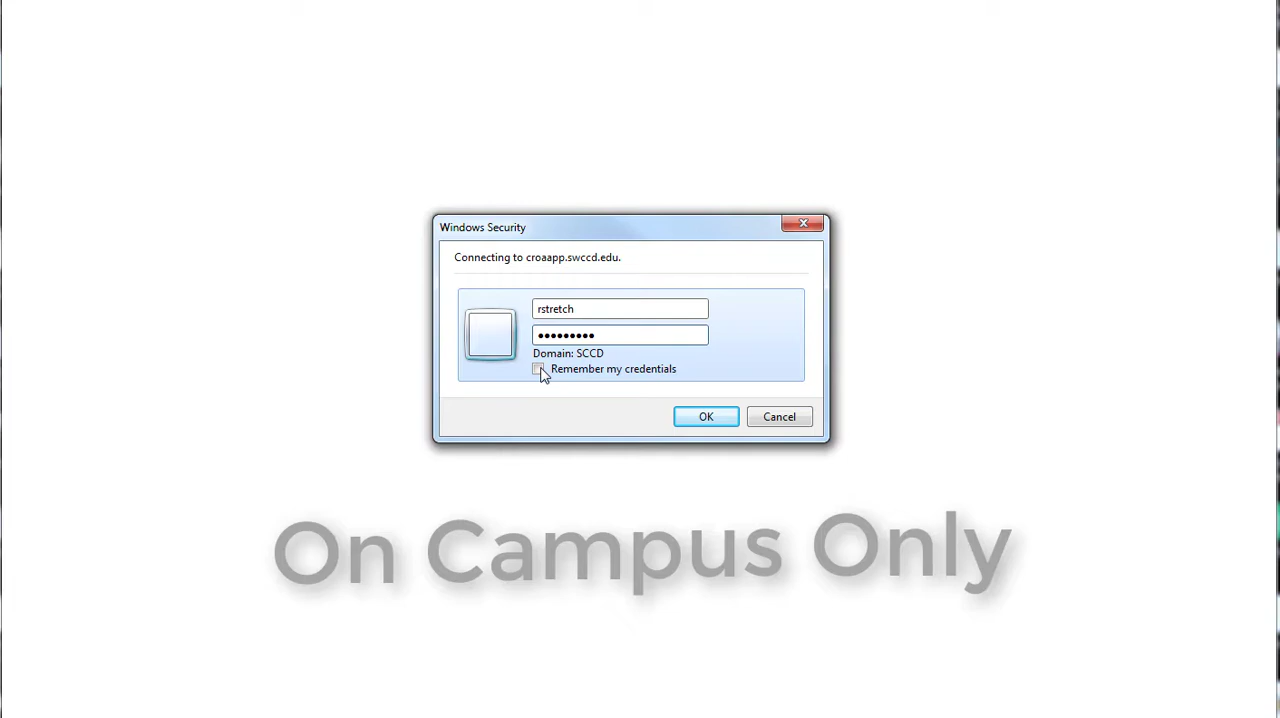 Windows Security
Connecting to croaapp.swccd.edu.
rstretch
●●●●●●●●●
Domain: SCCD
Remember my credentials
OK
Cancel
On Campus Only